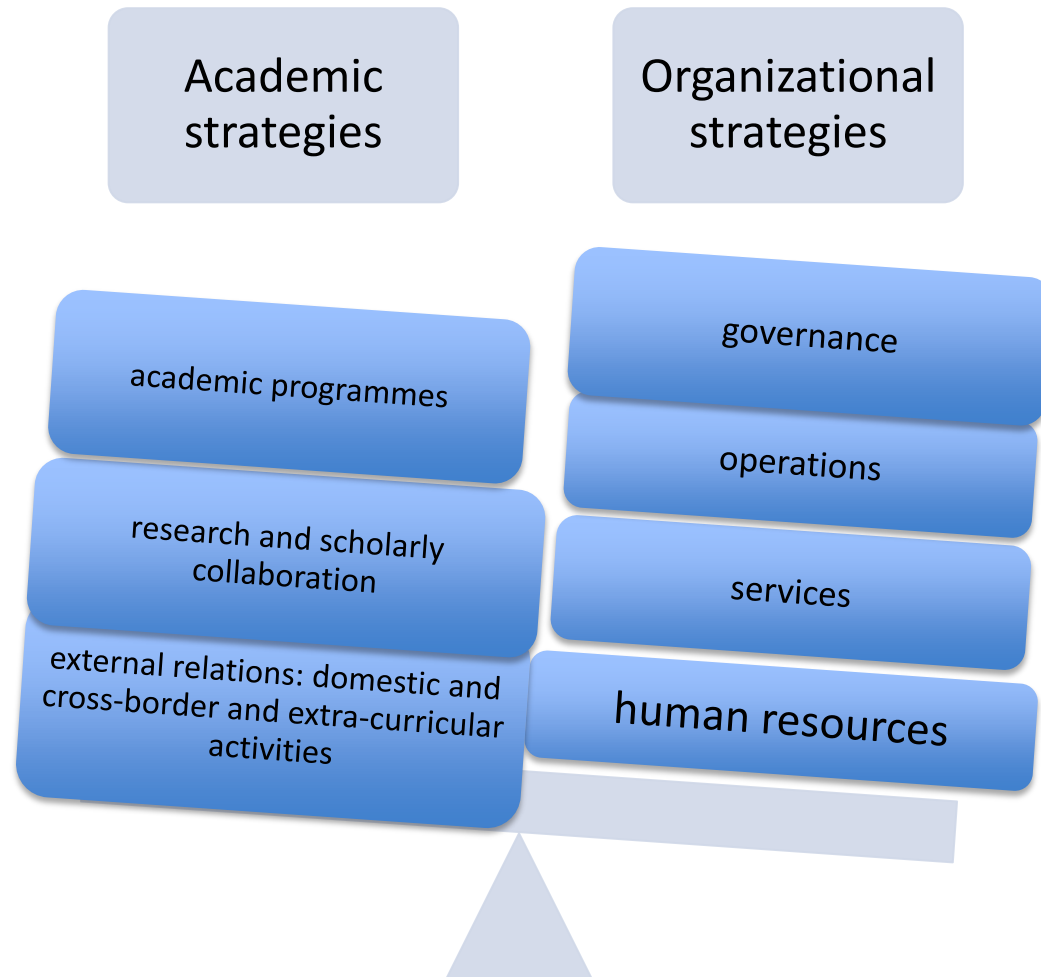 Academic
strategies
Organizational
strategies
academic programmes
research and scholarly
collaboration
external relations: domestic and
cross-border and extra-curricular
activities
governance
operations
services
human resources